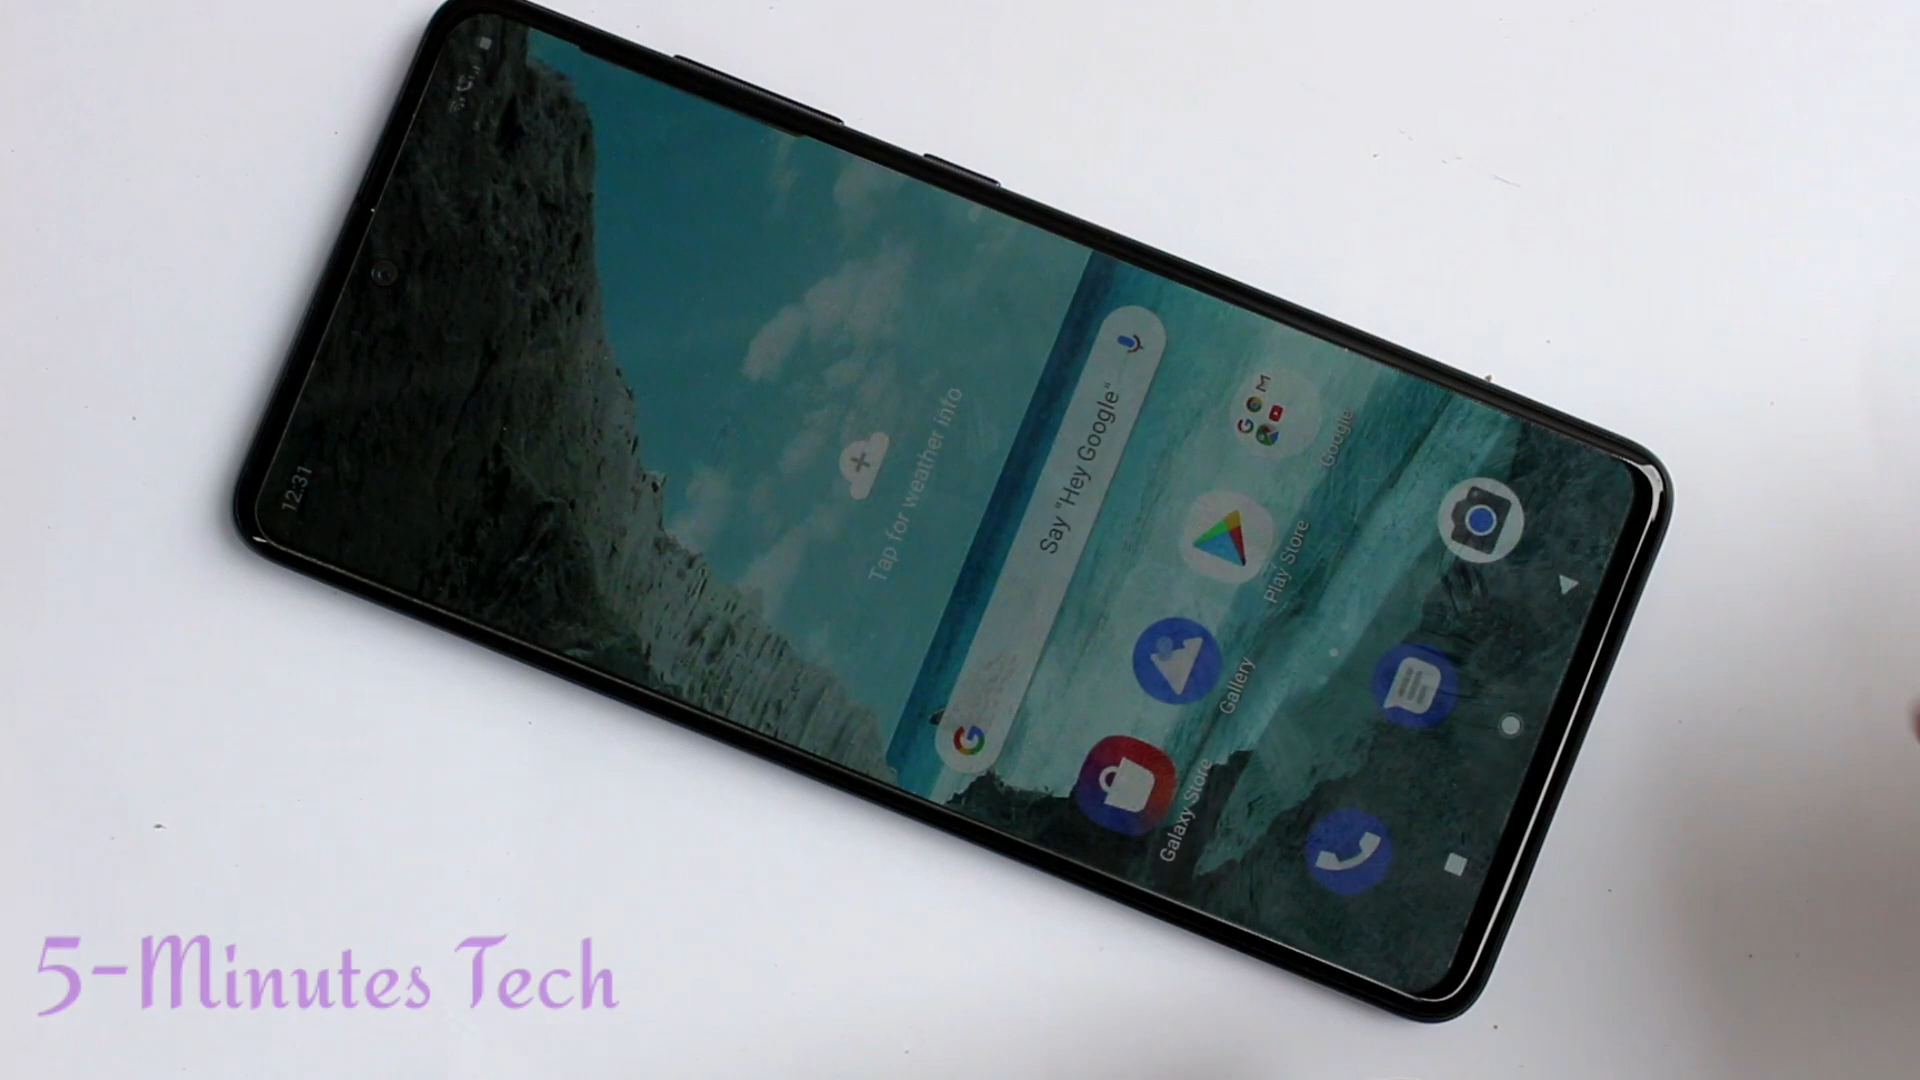 12:31
Tap for weather info
Say "Hey Google"
Galaxy Store
Gallery
Play Store
Google
5-Minutes Tech